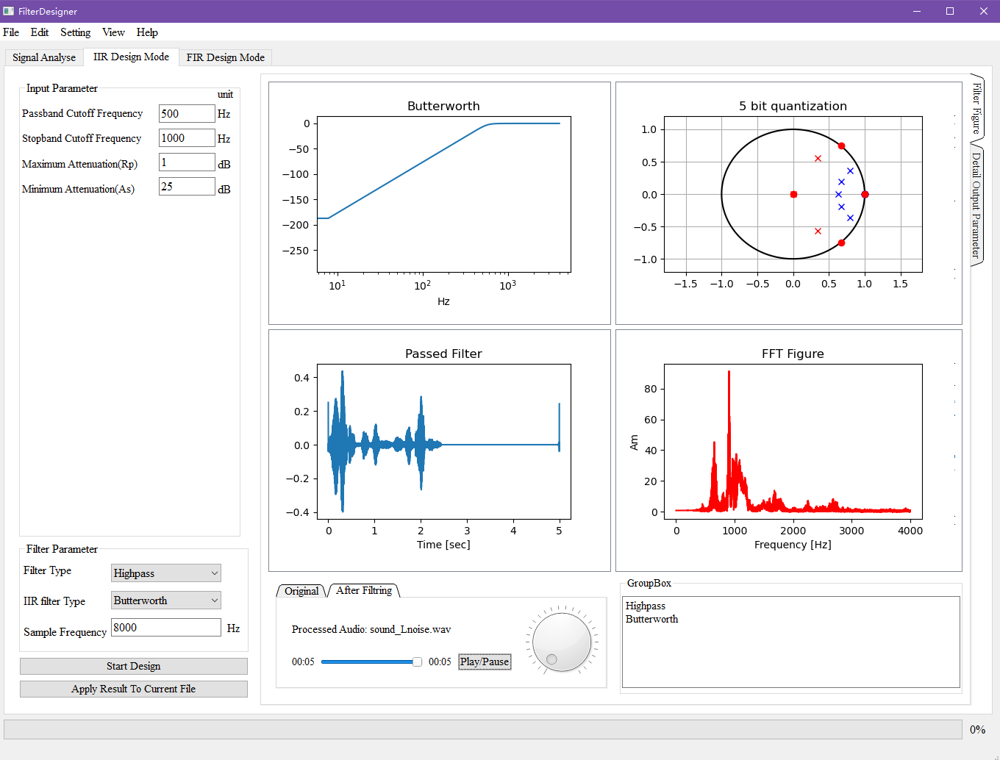 FilterDesigner
File Edit Setting View Help
Signal Analyse IIR Design Mode FIR Design Mode
Input Parameter
unit
Passband Cutoff Frequency 500 Hz
Stopband Cutoff Frequency 1000 Hz
Maximum Attenuation(Rp) 1 dB
Minimum Attenuation(As) 25 dB
Filter Parameter
Filter Type Highpass
IIR filter Type Butterworth
Sample Frequency 8000 Hz
Start Design
Apply Result To Current File
Butterworth
0
−50
−100
−150
−200
−250
10¹ 10² 10³
Hz
5 bit quantization
1.0
0.5
0.0
−0.5
−1.0
−1.5 −1.0 −0.5 0.0 0.5 1.0 1.5
Filter Figure
Detail Output Parameter
Passed Filter
0.4
0.2
0.0
−0.2
−0.4
0 1 2 3 4 5
Time [sec]
FFT Figure
Am
80
60
40
20
0
0 1000 2000 3000 4000
Frequency [Hz]
Original After Filtring
Processed Audio: sound_Lnoise.wav
00:05 00:05 Play/Pause
GroupBox
Highpass
Butterworth
0%